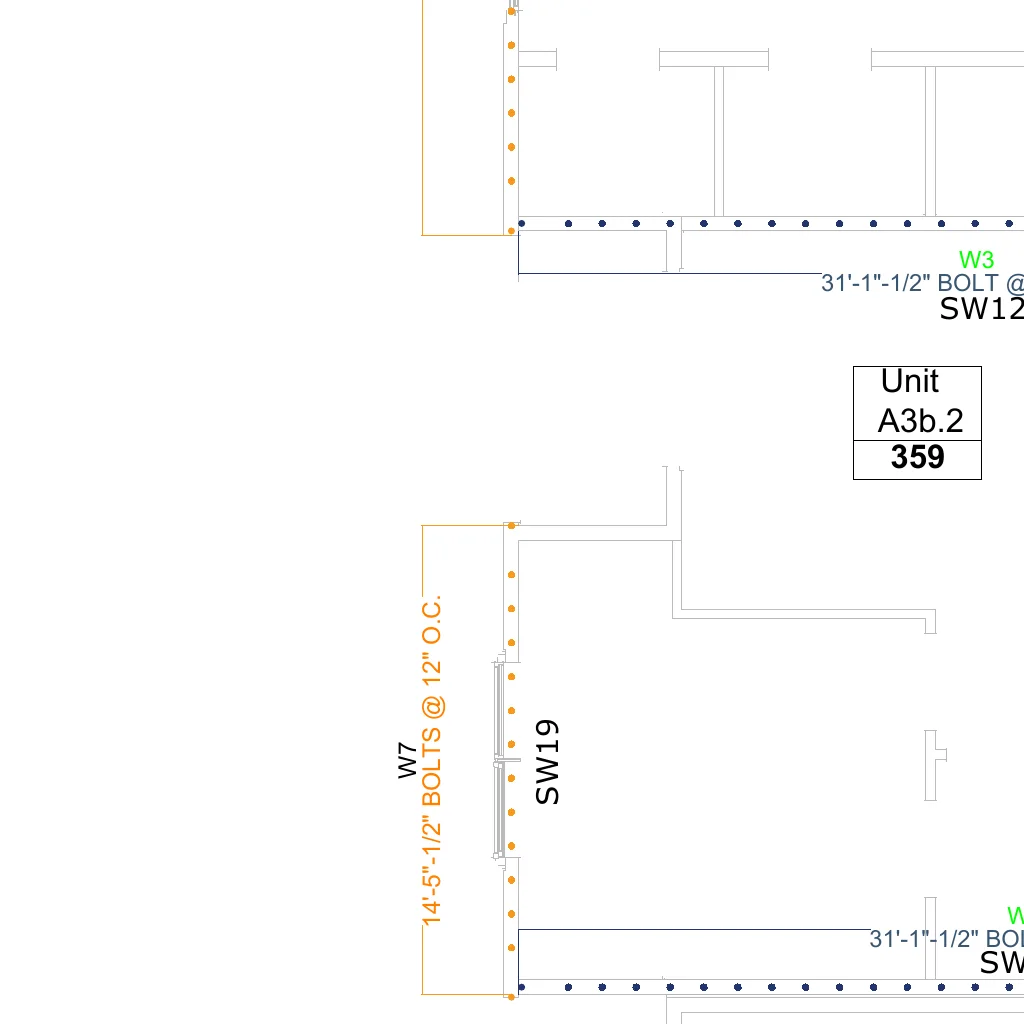 W3
31'-1"-1/2" BOLT @
SW12
Unit
A3b.2
359
W7
14'-5"-1/2" BOLTS @ 12" O.C.
SW19
W
31'-1"-1/2" BOL
SW